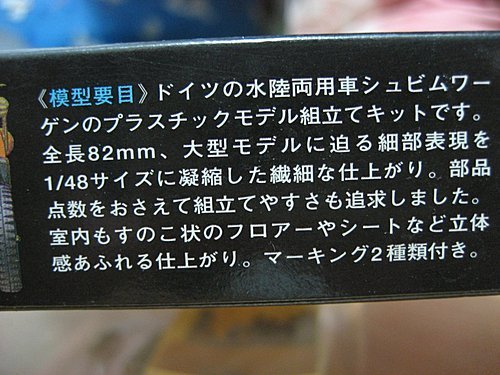 《模型要目》ドイツの水陸両用車シュビムワー
ゲンのプラスチックモデル組立てキットです。
全長82mm、大型モデルに迫る細部表現を
1/48サイズに凝縮した繊細な仕上がり。部品
点数をおさえて組立てやすさも追求しました。
室内もすのこ状のフロアーやシートなど立体
感あふれる仕上がり。マーキング2種類付き。